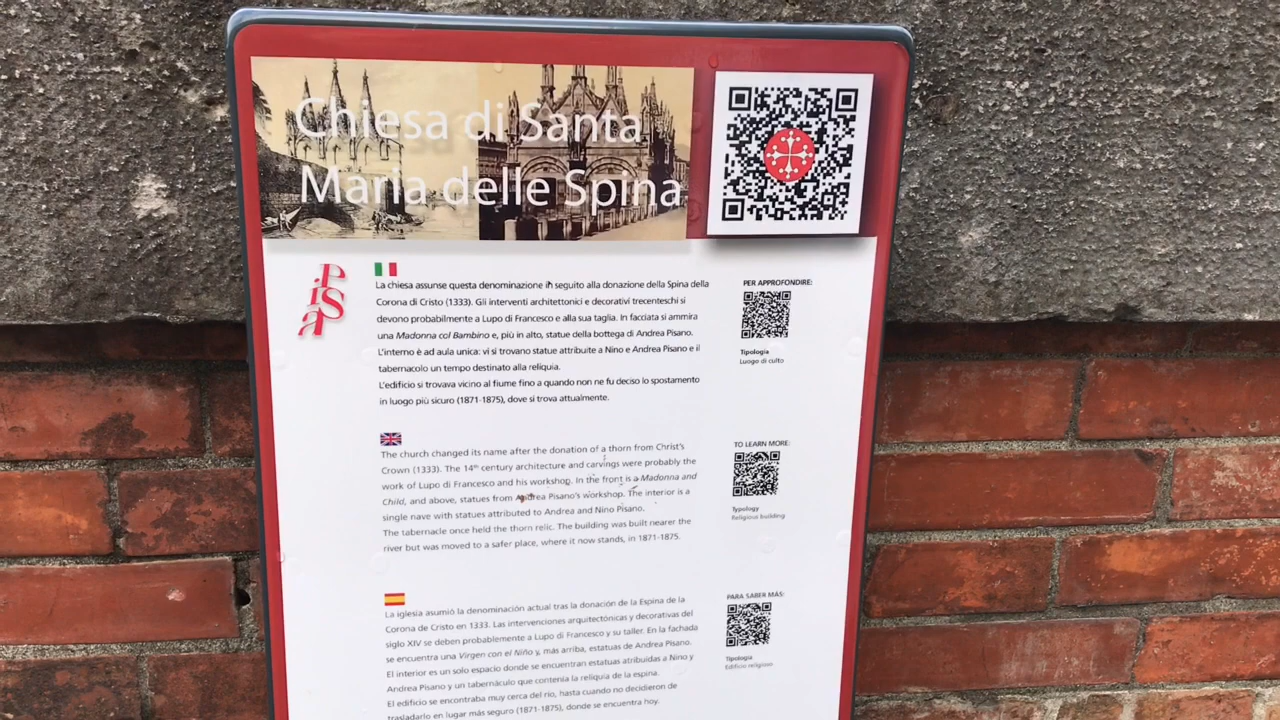 Chiesa di Santa
Maria delle Spina
PiSA
La chiesa assunse questa denominazione in seguito alla donazione della Spina della
Corona di Cristo (1333). Gli interventi architettonici e decorativi trecenteschi si
devono probabilmente a Lupo di Francesco e alla sua taglia. In facciata si ammira
una Madonna col Bambino e, più in alto, statue della bottega di Andrea Pisano.
L'interno è ad aula unica: vi si trovano statue attribuite a Nino e Andrea Pisano e il
tabernacolo un tempo destinato alla reliquia.
L'edificio si trovava vicino al fiume fino a quando non ne fu deciso lo spostamento
in luogo più sicuro (1871-1875), dove si trova attualmente.
PER APPROFONDIRE:
Tipologia
Luogo di culto
The church changed its name after the donation of a thorn from Christ's
Crown (1333). The 14th century architecture and carvings were probably the
work of Lupo di Francesco and his workshop. In the front is a Madonna and
Child, and above, statues from Andrea Pisano's workshop. The interior is a
single nave with statues attributed to Andrea and Nino Pisano.
The tabernacle once held the thorn relic. The building was built nearer the
river but was moved to a safer place, where it now stands, in 1871-1875.
TO LEARN MORE:
Typology
Religious building
La iglesia asumió la denominación actual tras la donación de la Espina de la
Corona de Cristo en 1333. Las intervenciones arquitectónicas y decorativas del
siglo XIV se deben probablemente a Lupo di Francesco y su taller. En la fachada
se encuentra una Virgen con el Niño y, más arriba, estatuas de Andrea Pisano.
El interior es un solo espacio donde se encuentran estatuas atribuidas a Nino y
Andrea Pisano y un tabernáculo que contenía la reliquia de la espina.
El edificio se encontraba muy cerca del río, hasta cuando no decidieron de
trasladarlo en lugar más seguro (1871-1875), donde se encuentra hoy.
PARA SABER MÁS:
Tipologia
Edificio religioso